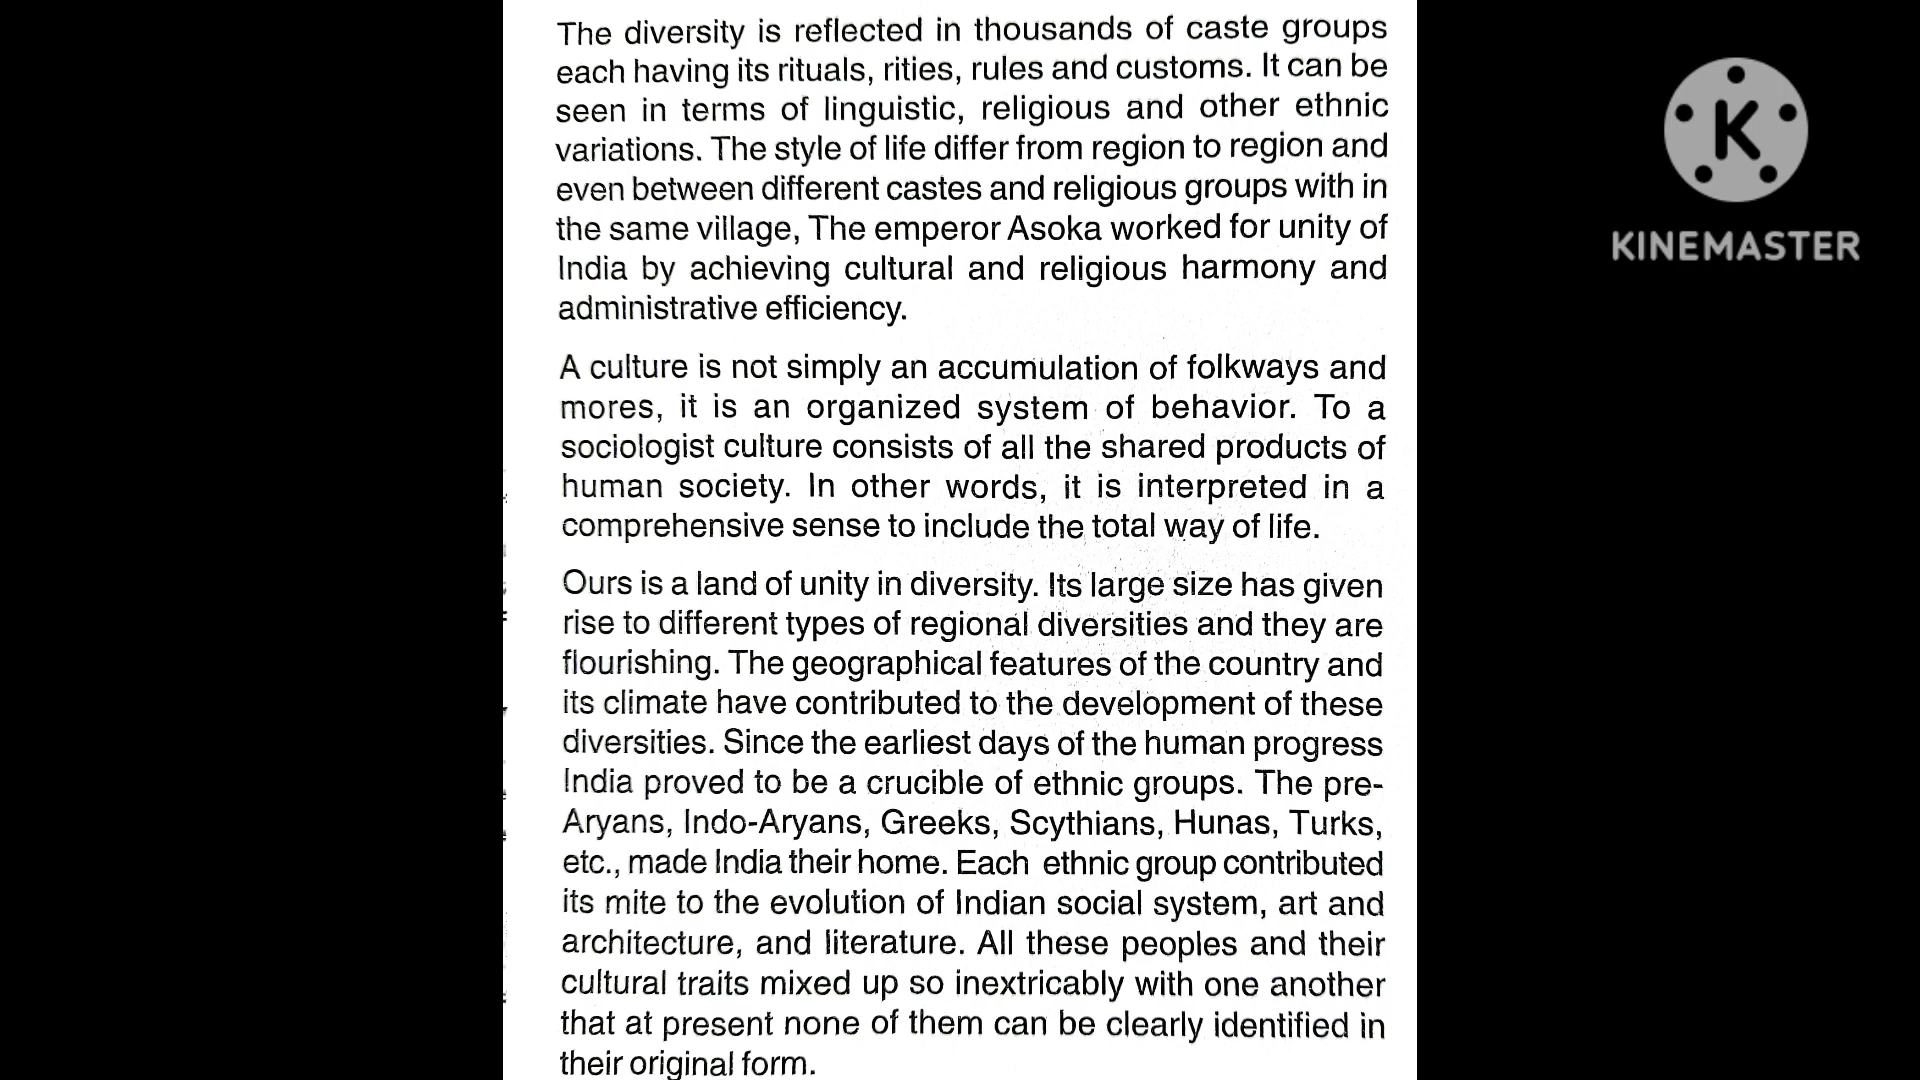 The diversity is reflected in thousands of caste groups
each having its rituals, rities, rules and customs. It can be
seen in terms of linguistic, religious and other ethnic
variations. The style of life differ from region to region and
even between different castes and religious groups with in
the same village, The emperor Asoka worked for unity of
India by achieving cultural and religious harmony and
administrative efficiency.
A culture is not simply an accumulation of folkways and
mores, it is an organized system of behavior. To a
sociologist culture consists of all the shared products of
human society. In other words, it is interpreted in a
comprehensive sense to include the total way of life.
Ours is a land of unity in diversity. Its large size has given
rise to different types of regional diversities and they are
flourishing. The geographical features of the country and
its climate have contributed to the development of these
diversities. Since the earliest days of the human progress
India proved to be a crucible of ethnic groups. The pre-
Aryans, Indo-Aryans, Greeks, Scythians, Hunas, Turks,
etc., made India their home. Each ethnic group contributed
its mite to the evolution of Indian social system, art and
architecture, and literature. All these peoples and their
cultural traits mixed up so inextricably with one another
that at present none of them can be clearly identified in
their original form.
K
KINEMASTER